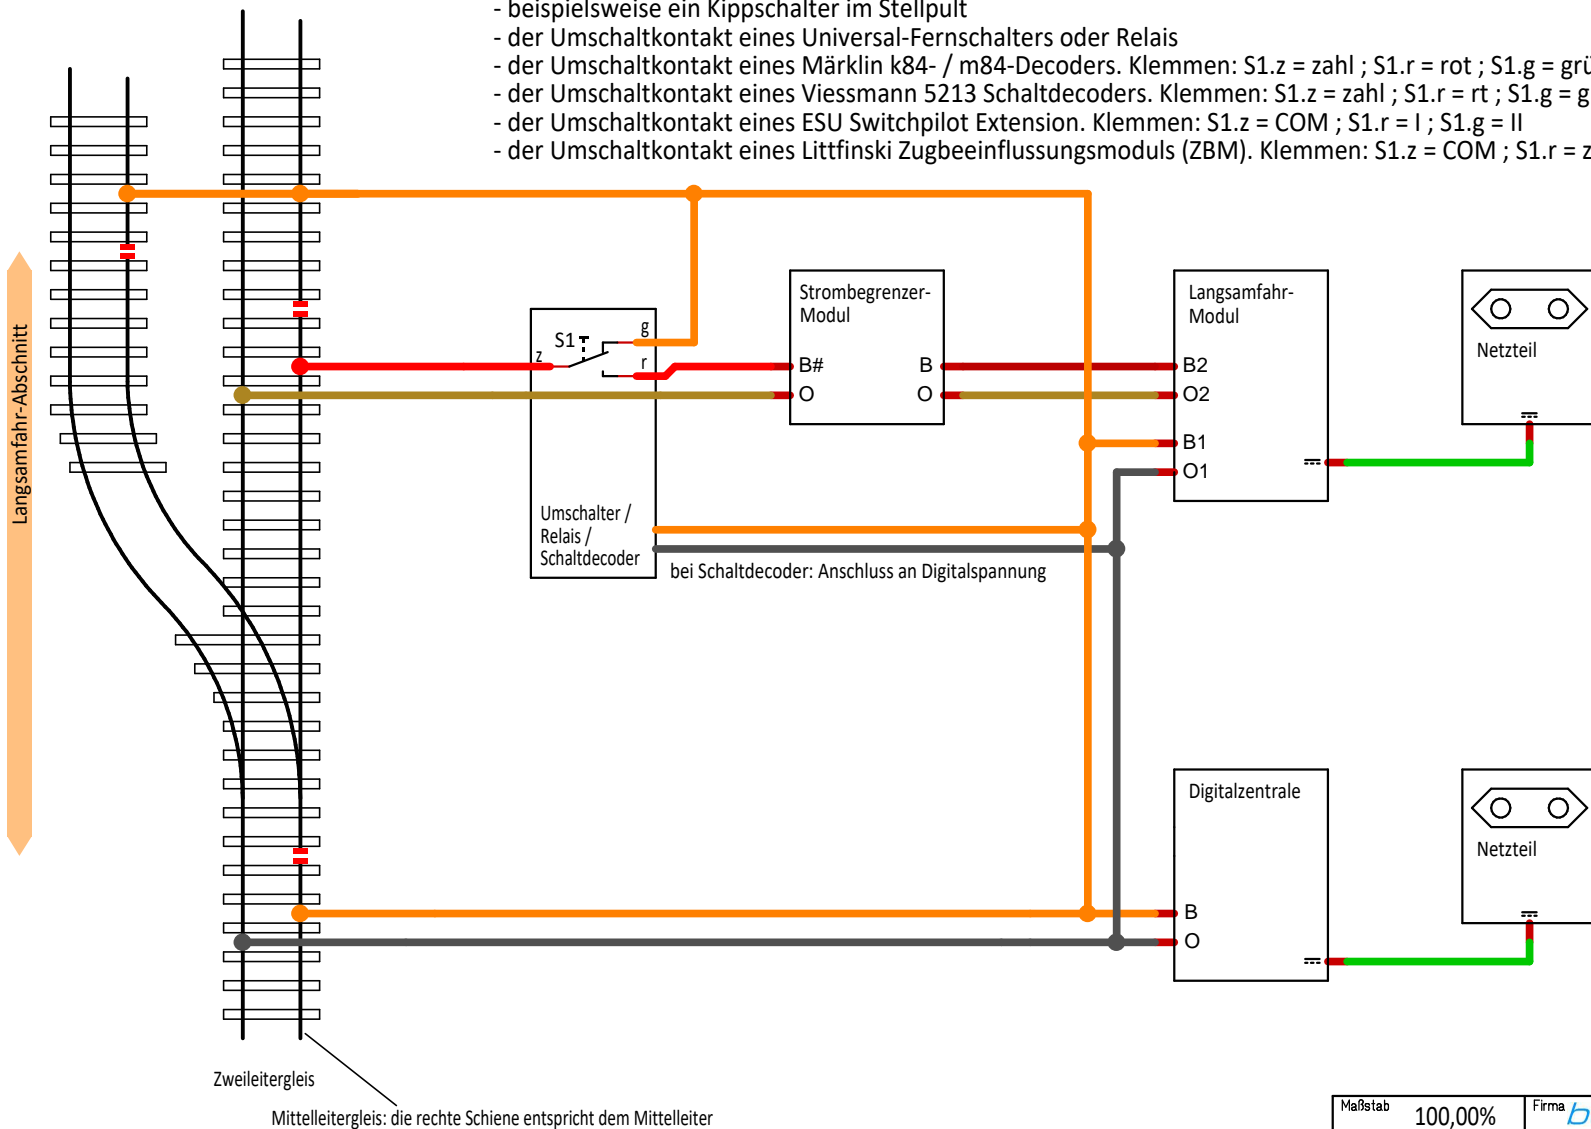 - beispielsweise ein Kippschalter im Stellpult
- der Umschaltkontakt eines Universal-Fernschalters oder Relais
- der Umschaltkontakt eines Märklin k84- / m84-Decoders. Klemmen: S1.z = zahl ; S1.r = rot ; S1.g = grü
- der Umschaltkontakt eines Viessmann 5213 Schaltdecoders. Klemmen: S1.z = zahl ; S1.r = rt ; S1.g = g
- der Umschaltkontakt eines ESU Switchpilot Extension. Klemmen: S1.z = COM ; S1.r = I ; S1.g = II
- der Umschaltkontakt eines Littfinski Zugbeeinflussungsmoduls (ZBM). Klemmen: S1.z = COM ; S1.r = z
Langsamfahr-Abschnitt
S1
g
z
r
Umschalter /
Relais /
Schaltdecoder
Strombegrenzer-
Modul
B#
B
O
O
Langsamfahr-
Modul
B2
O2
B1
O1
Netzteil
bei Schaltdecoder: Anschluss an Digitalspannung
Digitalzentrale
B
O
Netzteil
Zweileitergleis
Mittelleitergleis: die rechte Schiene entspricht dem Mittelleiter
Maßstab
100,00%
Firma
b